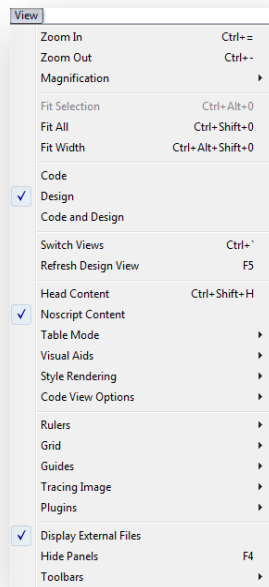 View
Zoom In Ctrl+=
Zoom Out Ctrl+-
Magnification
Fit Selection Ctrl+Alt+0
Fit All Ctrl+Shift+0
Fit Width Ctrl+Alt+Shift+0
Code
Design
Code and Design
Switch Views Ctrl+`
Refresh Design View F5
Head Content Ctrl+Shift+H
Noscript Content
Table Mode
Visual Aids
Style Rendering
Code View Options
Rulers
Grid
Guides
Tracing Image
Plugins
Display External Files
Hide Panels F4
Toolbars